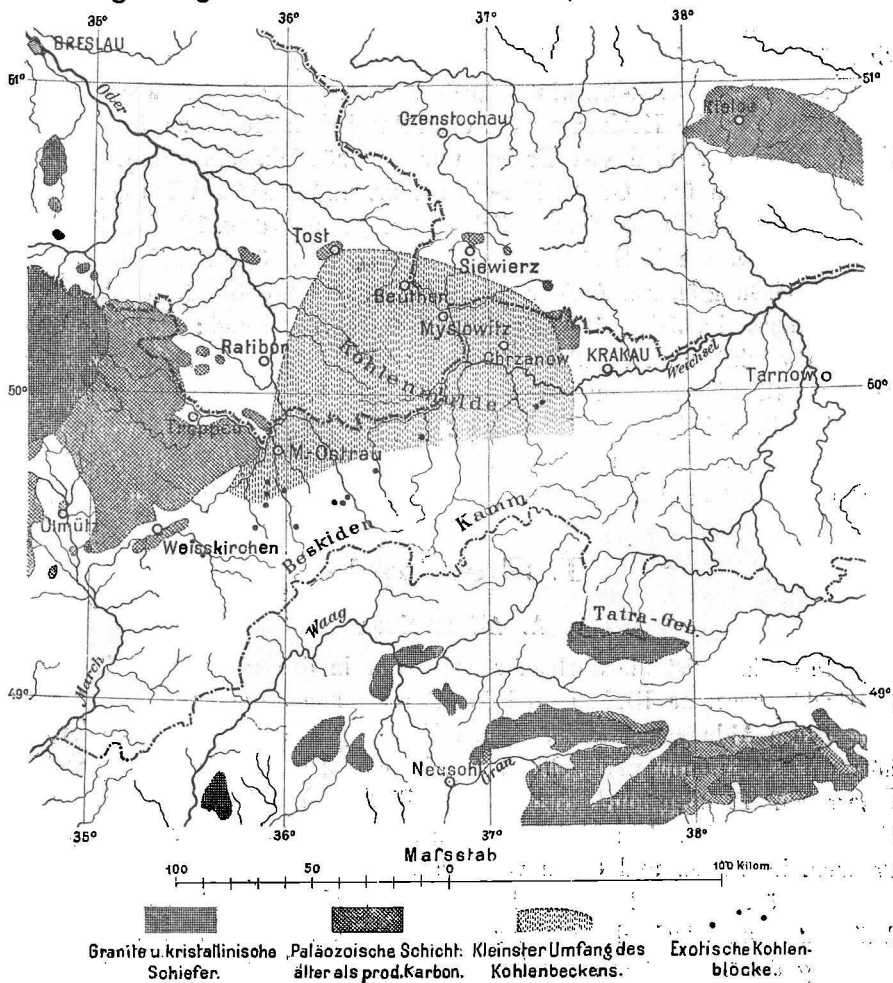 35° 36° 37° 38°
BRESLAU
51° 51°
Oder
Kielce
Czenstochau
Tost
Siewierz
Beuthen
Myslowitz
Ratibor
Chrzanow
KRAKAU
Weichsel
Kohlenmulde
50° 50°
Tarnow
Troppau
M-Ostrau
Olmütz
Weisskirchen
Beskiden Kamm
Waag
Tatra-Geb.
March
49° 49°
Neusohl
Gran
35° 36° 37° 38°
Massstab
100 50 0 100 Kilom.
Granite u. kristallinische Schiefer.
Paläozoische Schicht. älter als prod. Karbon.
Kleinster Umfang des Kohlenbeckens.
Exotische Kohlen-
blöcke.